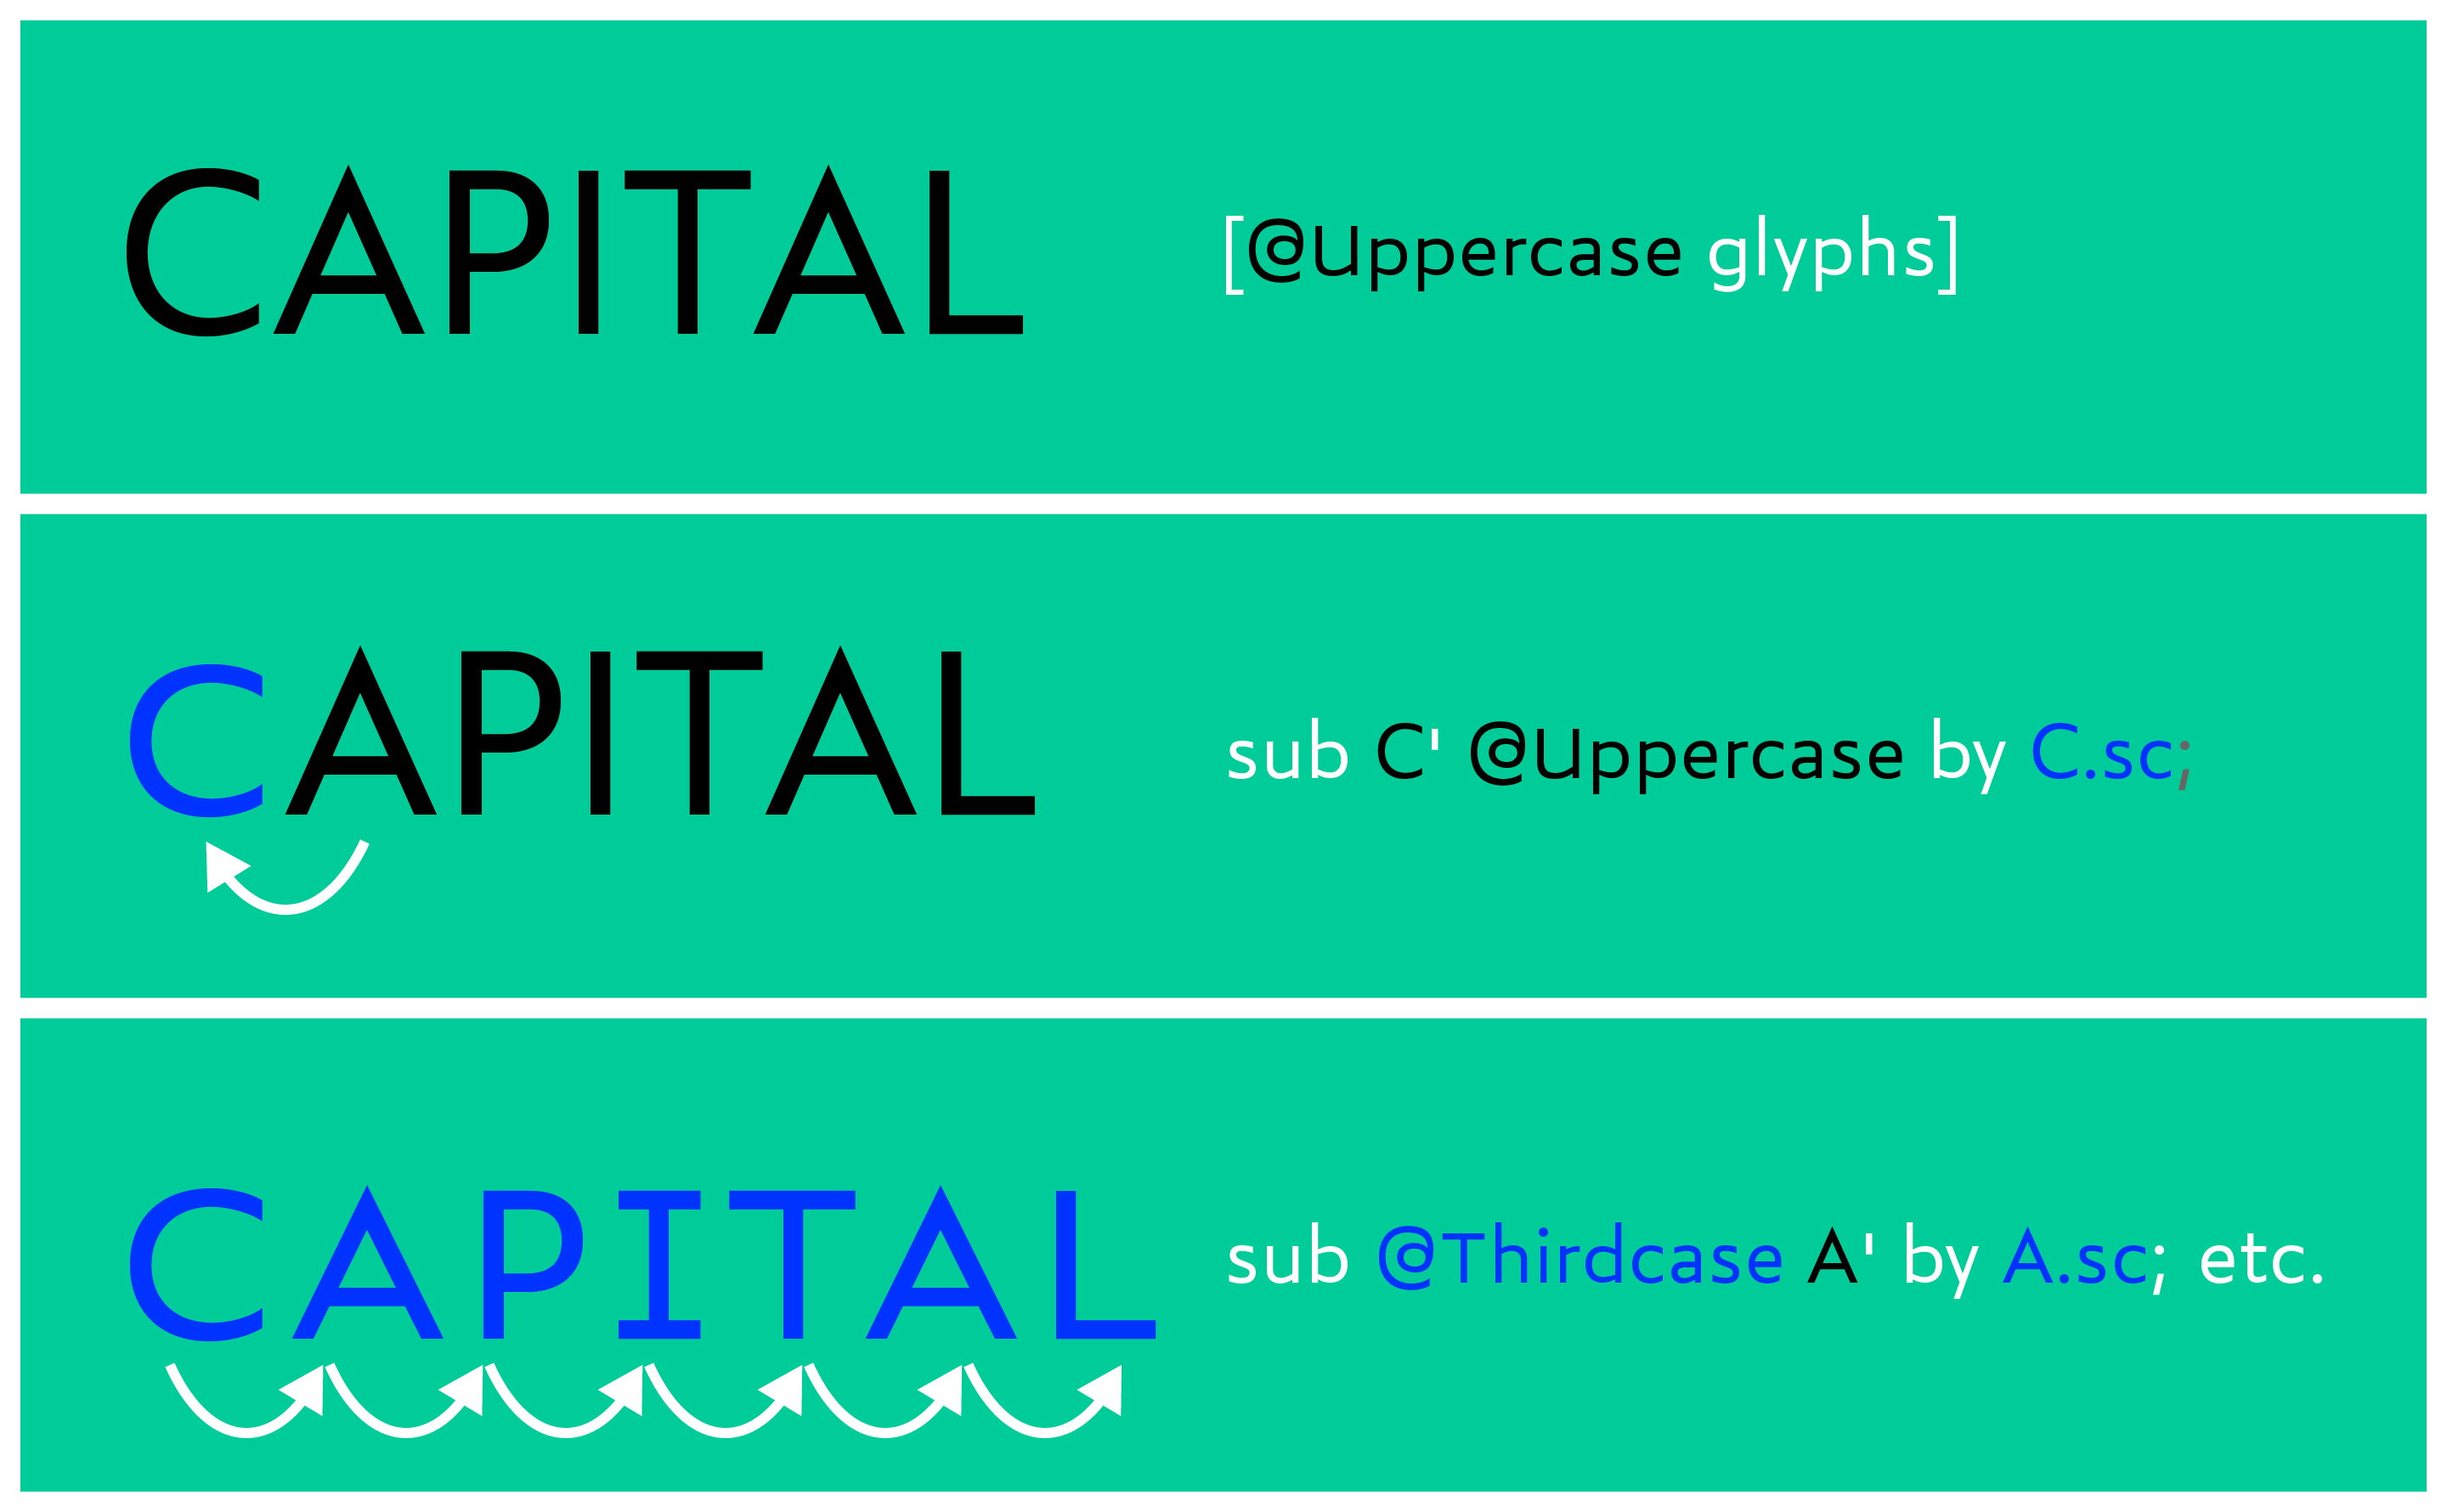 CAPITAL [@Uppercase glyphs]
CAPITAL sub C' @Uppercase by C.sc;
CAPITAL sub @Thirdcase A' by A.sc; etc.